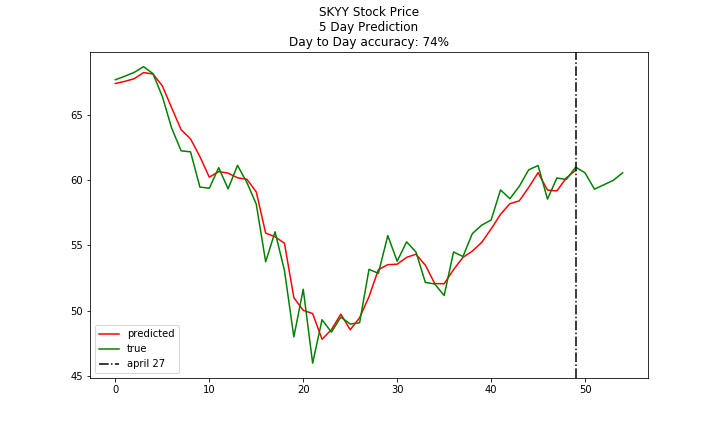 SKYY Stock Price
5 Day Prediction
Day to Day accuracy: 74%
65
60
55
50
45
predicted
true
april 27
0 10 20 30 40 50